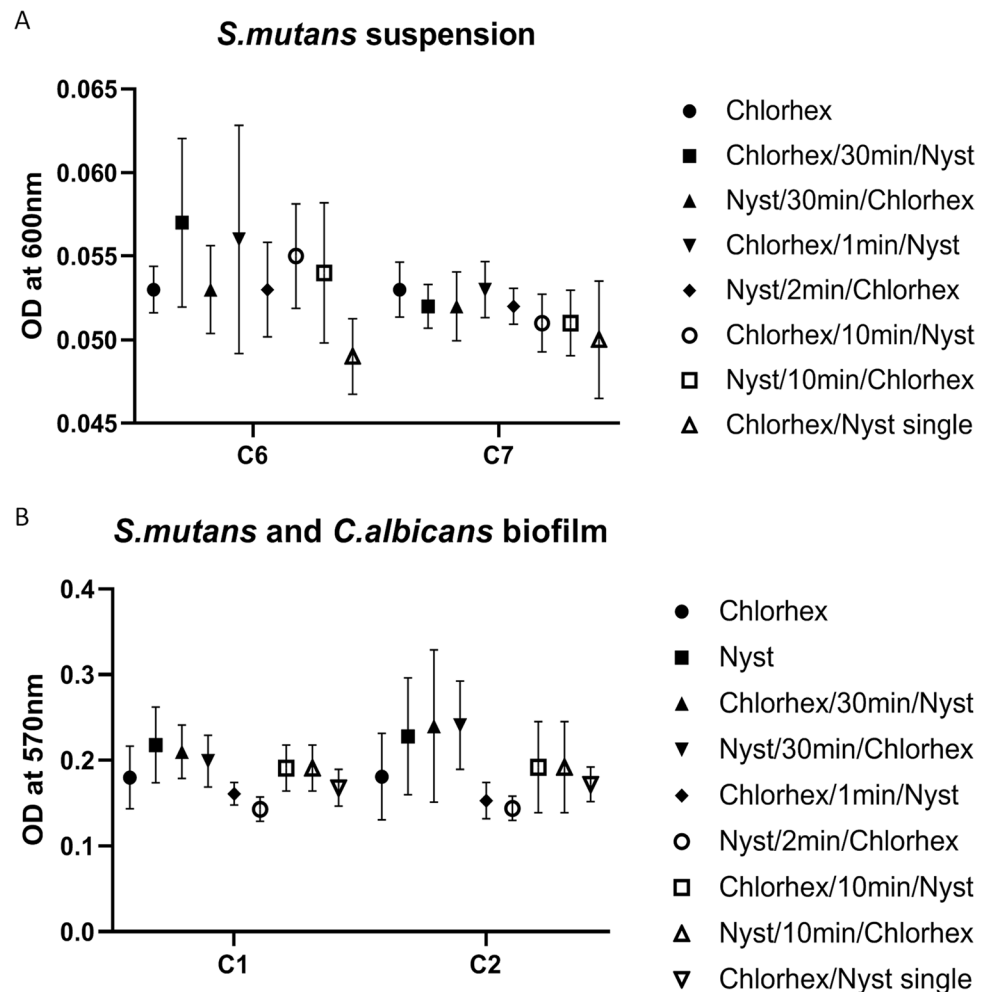 A
S.mutans suspension
0.065
0.060
0.055
0.050
0.045
OD at 600nm
C6
C7
Chlorhex
Chlorhex/30min/Nyst
Nyst/30min/Chlorhex
Chlorhex/1min/Nyst
Nyst/2min/Chlorhex
Chlorhex/10min/Nyst
Nyst/10min/Chlorhex
Chlorhex/Nyst single
B
S.mutans and C.albicans biofilm
0.4
0.3
0.2
0.1
0.0
OD at 570nm
C1
C2
Chlorhex
Nyst
Chlorhex/30min/Nyst
Nyst/30min/Chlorhex
Chlorhex/1min/Nyst
Nyst/2min/Chlorhex
Chlorhex/10min/Nyst
Nyst/10min/Chlorhex
Chlorhex/Nyst single